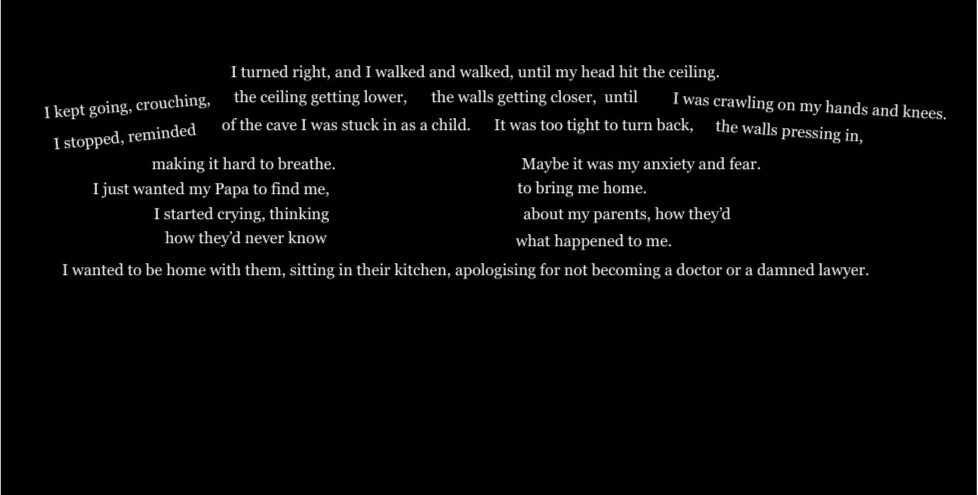 I turned right, and I walked and walked, until my head hit the ceiling.
I kept going, crouching, the ceiling getting lower, the walls getting closer, until I was crawling on my hands and knees.
I stopped, reminded of the cave I was stuck in as a child. It was too tight to turn back, the walls pressing in,
making it hard to breathe. Maybe it was my anxiety and fear.
I just wanted my Papa to find me, to bring me home.
I started crying, thinking about my parents, how they’d
how they’d never know what happened to me.
I wanted to be home with them, sitting in their kitchen, apologising for not becoming a doctor or a damned lawyer.